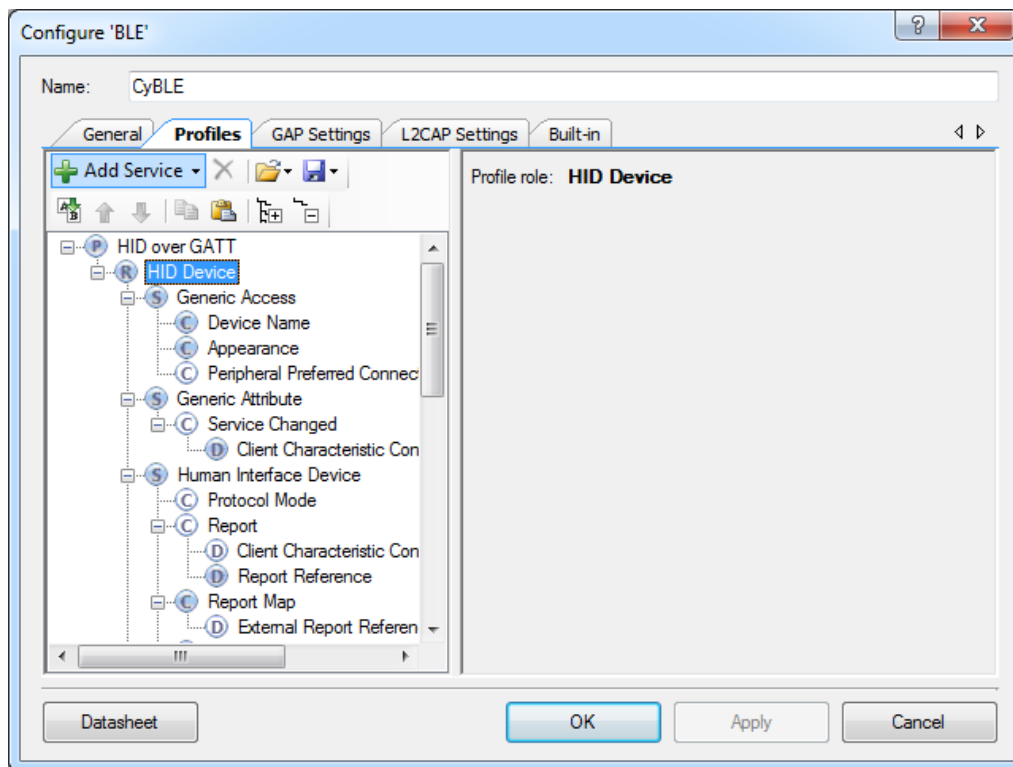 Configure 'BLE'
Name: CyBLE
General Profiles GAP Settings L2CAP Settings Built-in
Add Service
Profile role: HID Device
P HID over GATT
R HID Device
S Generic Access
C Device Name
C Appearance
C Peripheral Preferred Connec
S Generic Attribute
C Service Changed
D Client Characteristic Con
S Human Interface Device
C Protocol Mode
C Report
D Client Characteristic Con
D Report Reference
C Report Map
D External Report Referen
Datasheet OK Apply Cancel